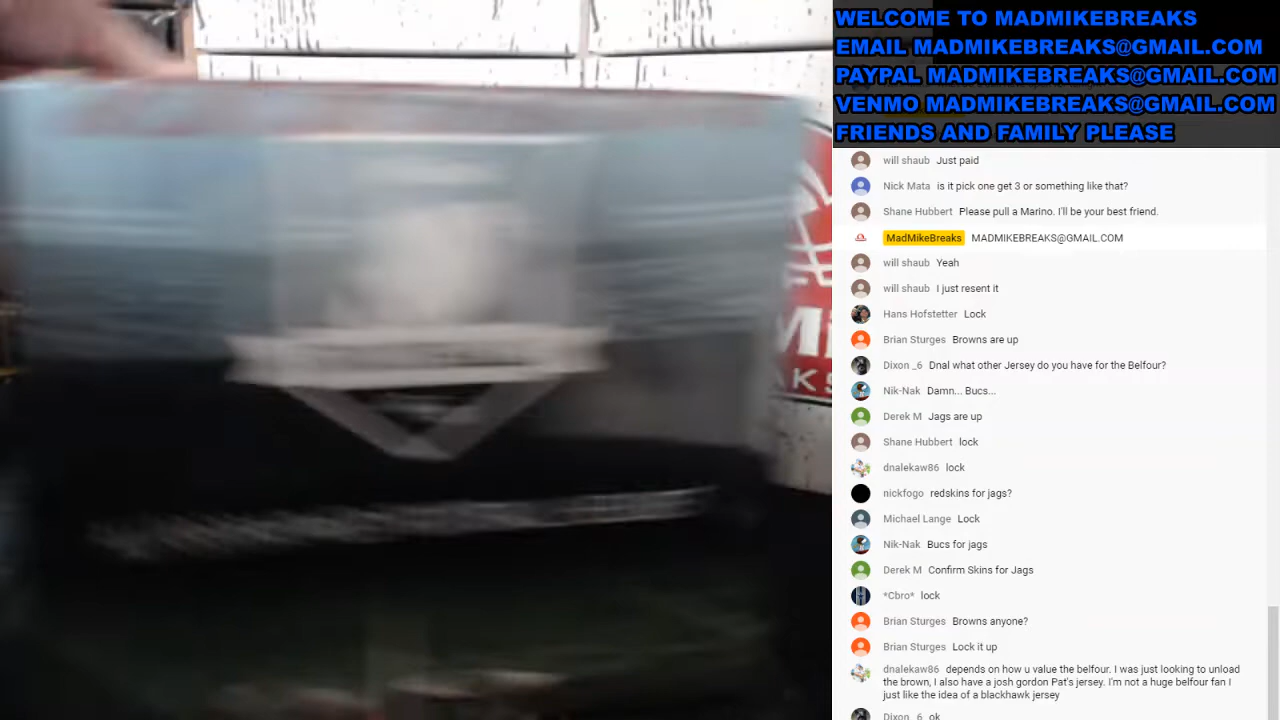 WELCOME TO MADMIKEBREAKS
EMAIL MADMIKEBREAKS@GMAIL.COM
PAYPAL MADMIKEBREAKS@GMAIL.COM
VENMO MADMIKEBREAKS@GMAIL.COM
FRIENDS AND FAMILY PLEASE
will shaub Just paid
Nick Mata is it pick one get 3 or something like that?
Shane Hubbert Please pull a Marino. I'll be your best friend.
MadMikeBreaks MADMIKEBREAKS@GMAIL.COM
will shaub Yeah
will shaub I just resent it
Hans Hofstetter Lock
Brian Sturges Browns are up
Dixon _6 Dnal what other Jersey do you have for the Belfour?
Nik-Nak Damn... Bucs...
Derek M Jags are up
Shane Hubbert lock
dnalekaw86 lock
nickfogo redskins for jags?
Michael Lange Lock
Nik-Nak Bucs for jags
Derek M Confirm Skins for Jags
*Cbro* lock
Brian Sturges Browns anyone?
Brian Sturges Lock it up
dnalekaw86 depends on how u value the belfour. I was just looking to unload
the brown, I also have a josh gordon Pat's jersey. I'm not a huge belfour fan I
just like the idea of a blackhawk jersey
Dixon _6 ok